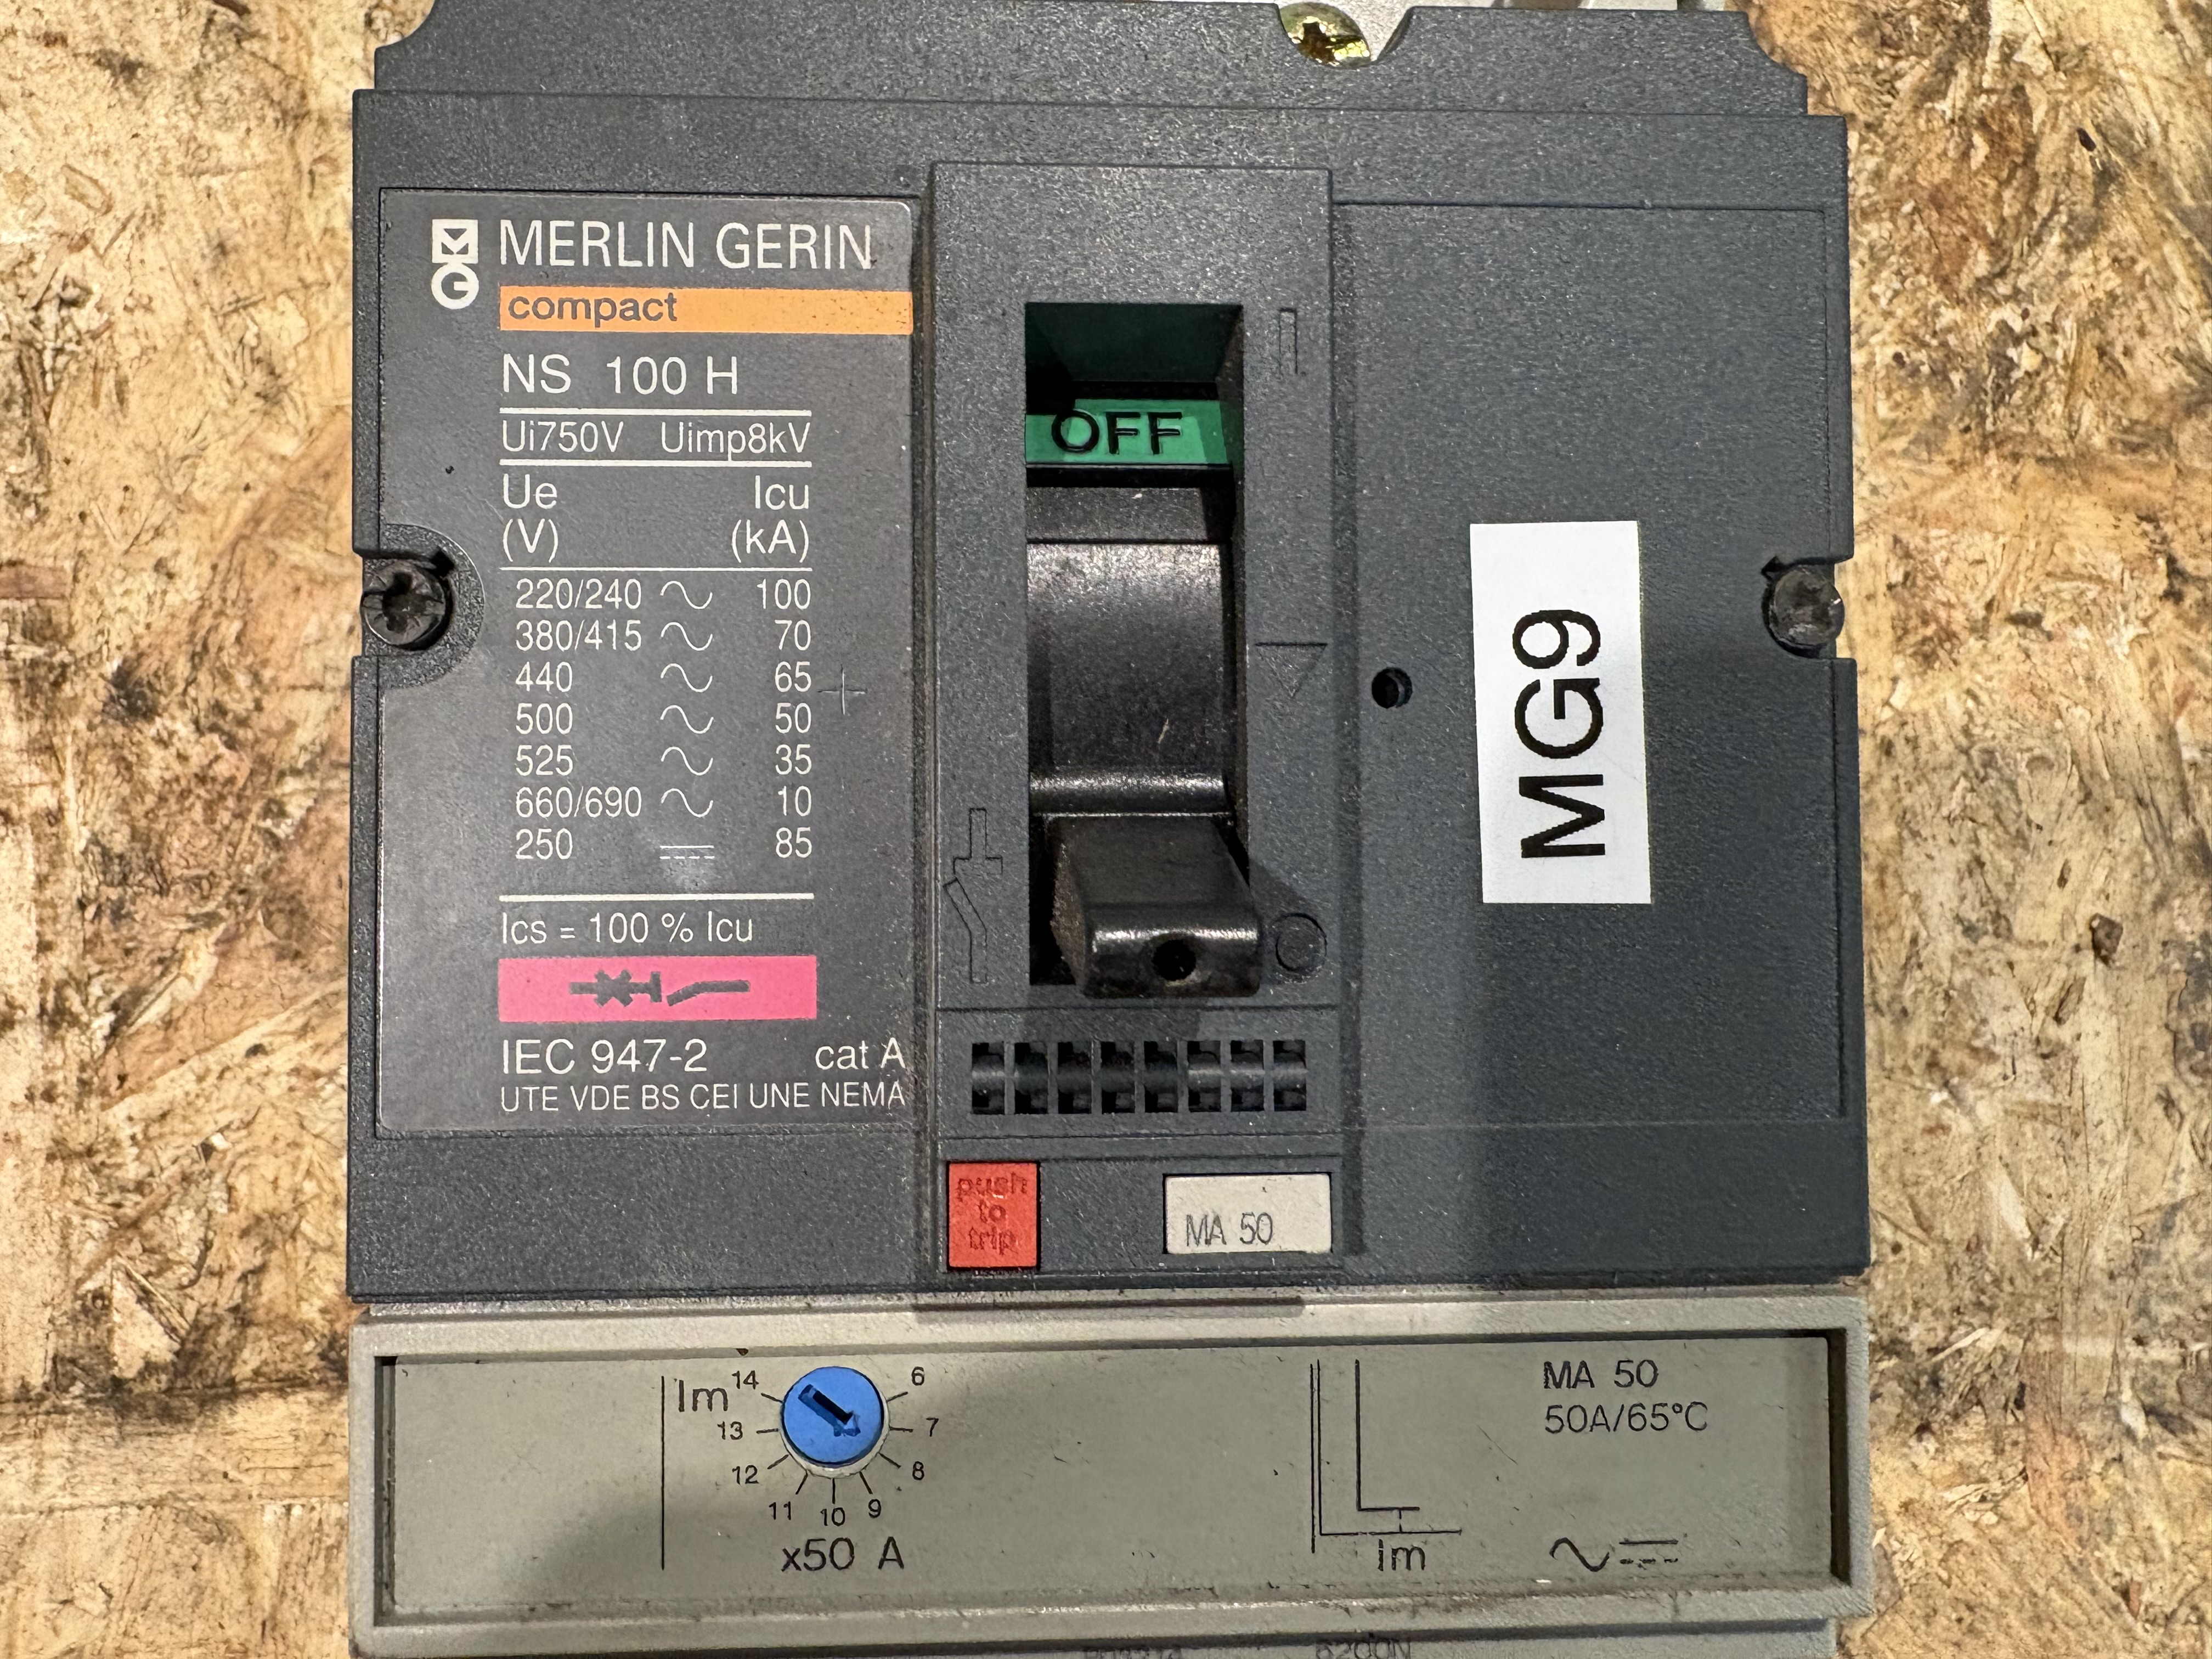 MERLIN GERIN
compact
NS 100 H
Ui750V Uimp8kV
Ue Icu
(V) (kA)
220/240 ~ 100
380/415 ~ 70
440 ~ 65
500 ~ 50
525 ~ 35
660/690 ~ 10
250 ⎓ 85
Ics = 100 % Icu
IEC 947-2 cat A
UTE VDE BS CEI UNE NEMA
OFF
MG9
push
to
trip
MA 50
Im
14
13
12
11
10
9
8
7
6
x50 A
Im
MA 50
50A/65°C
~ ⎓